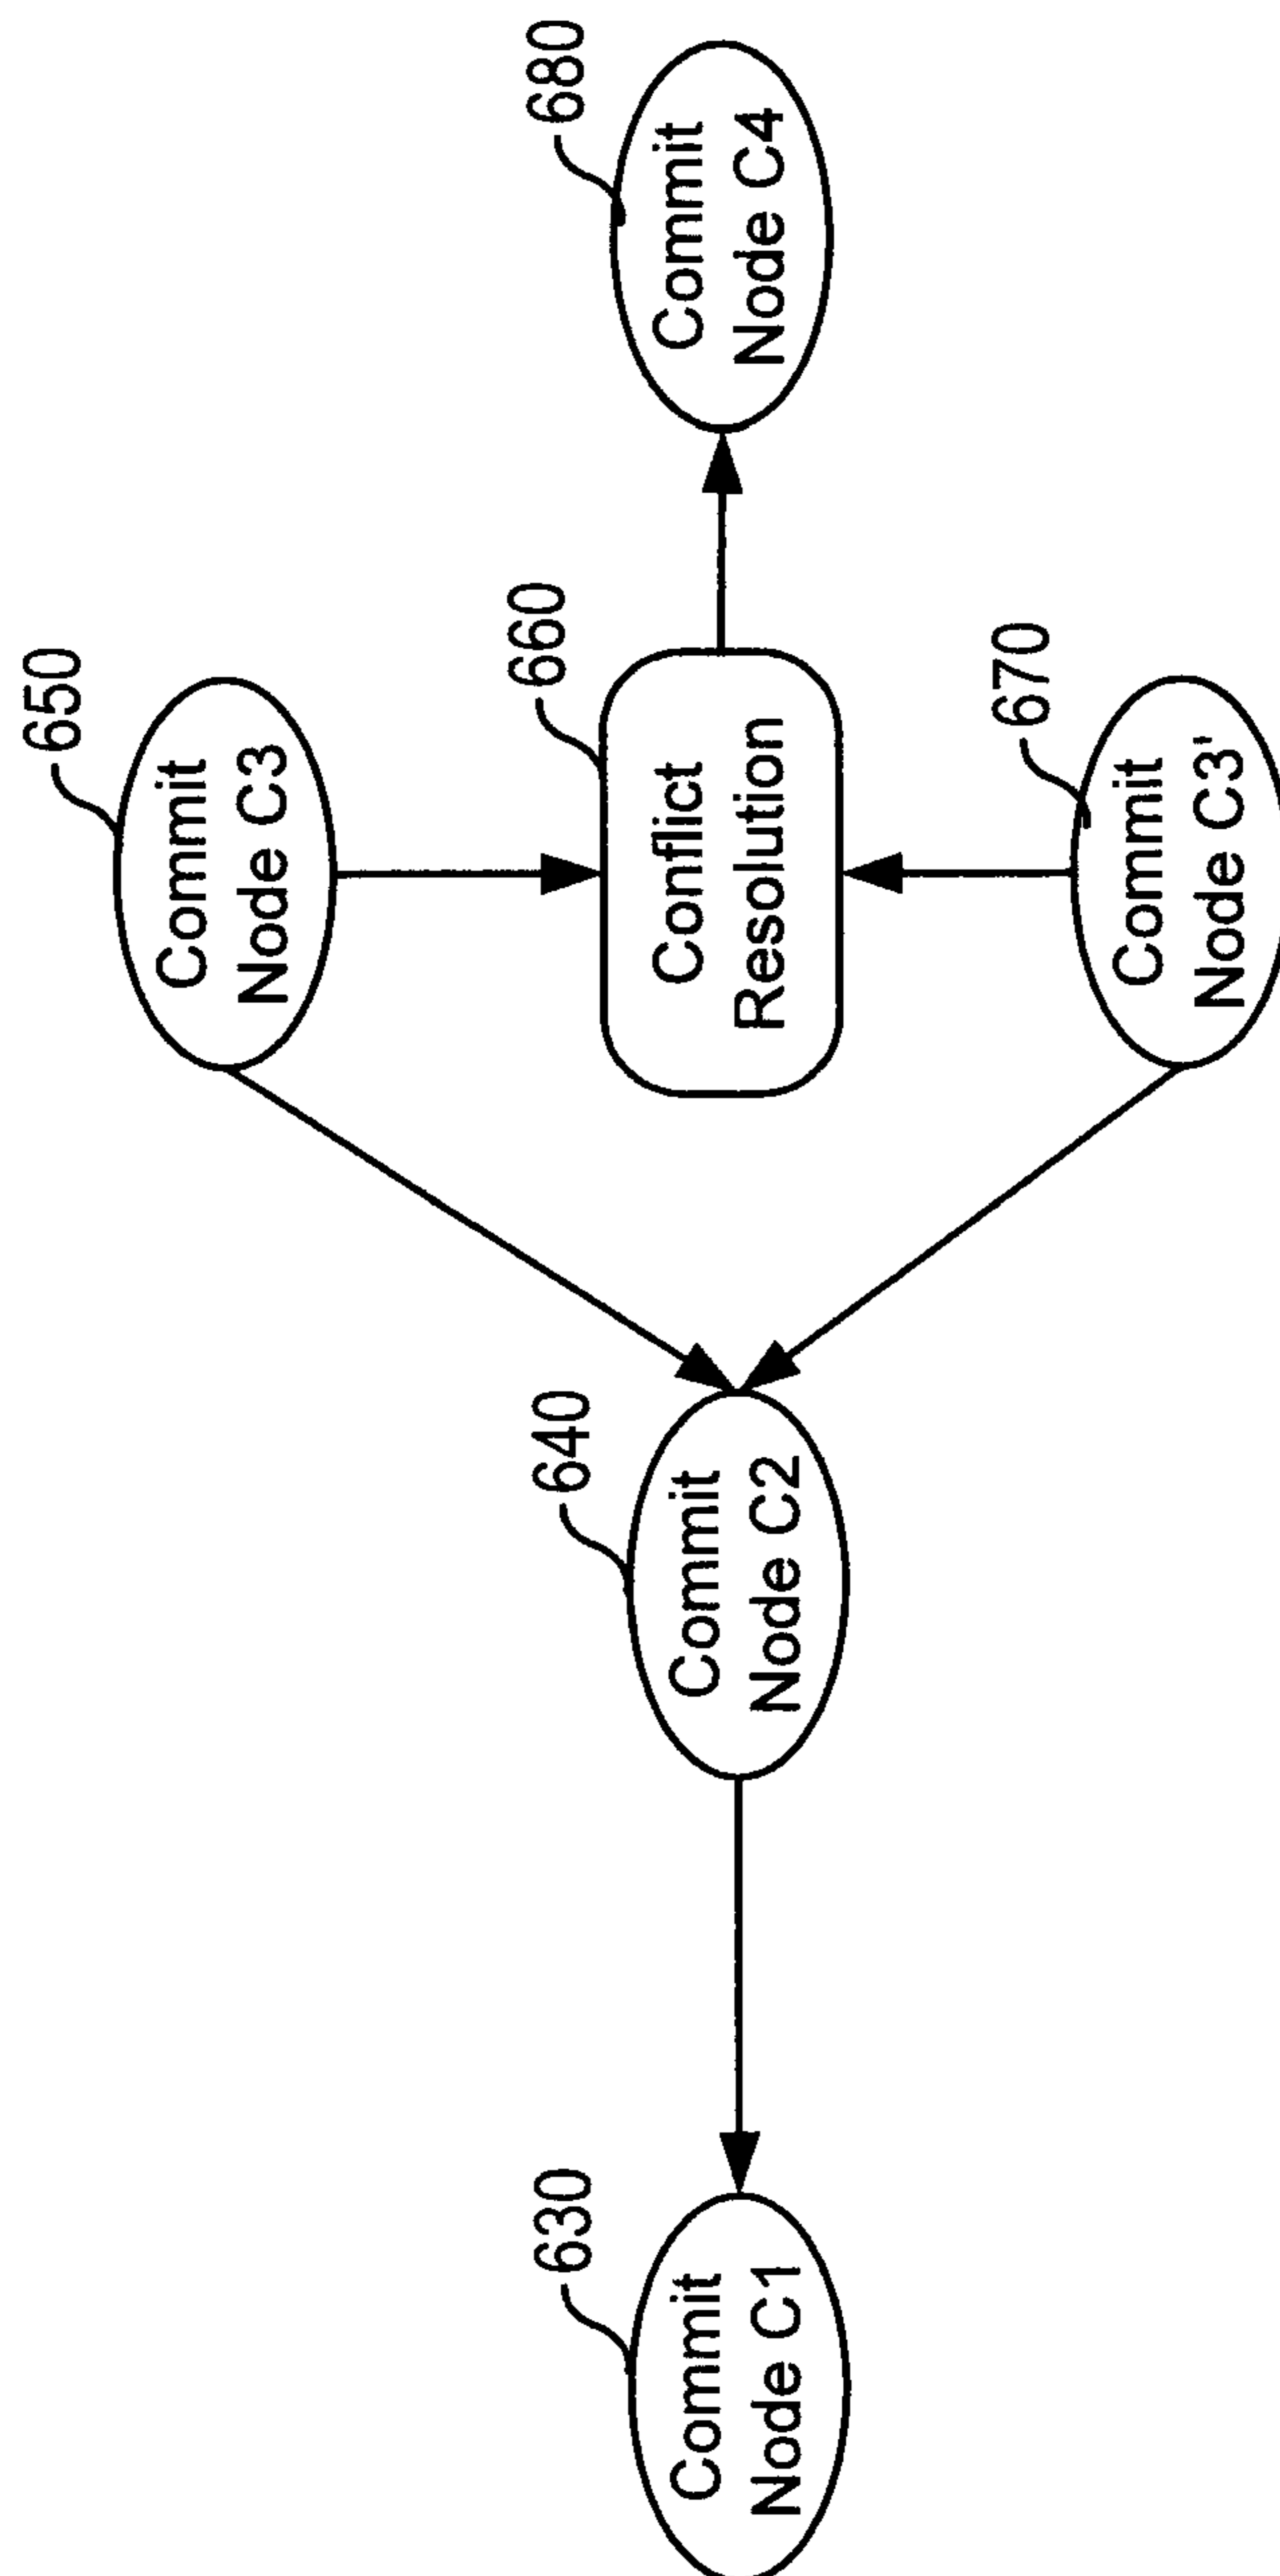 650
Commit
Node C3
630
Commit
Node C1
640
Commit
Node C2
660
Conflict
Resolution
680
Commit
Node C4
670
Commit
Node C3'